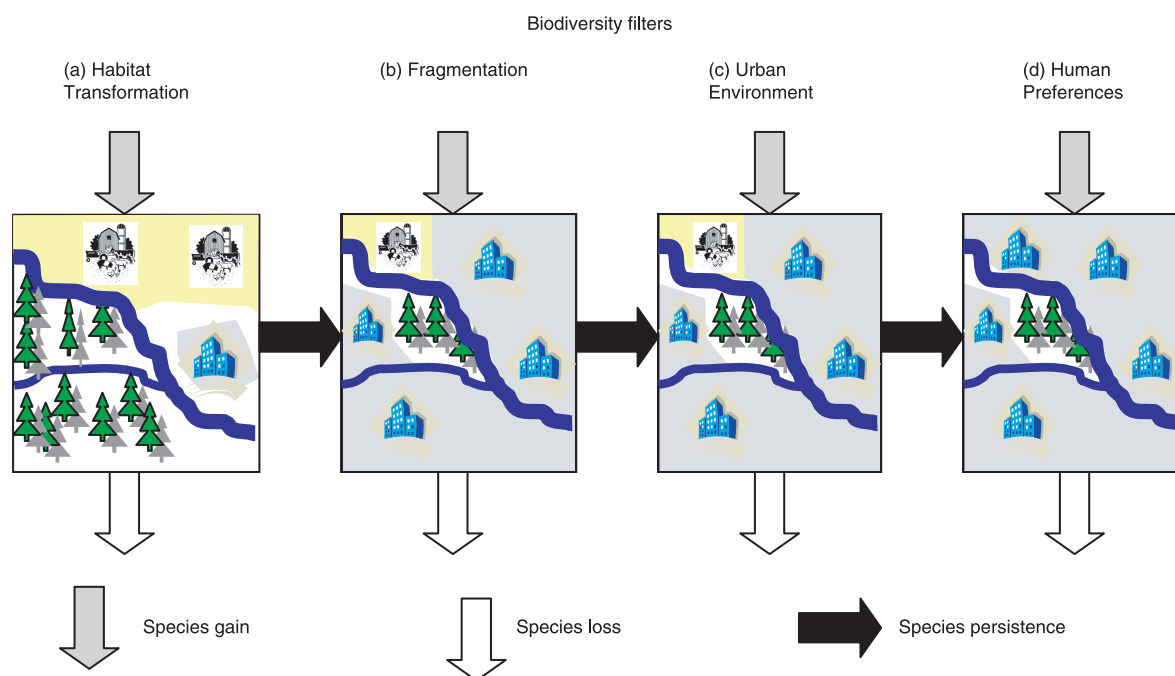 Biodiversity filters
(a) Habitat
Transformation
(b) Fragmentation
(c) Urban
Environment
(d) Human
Preferences
Species gain
Species loss
Species persistence